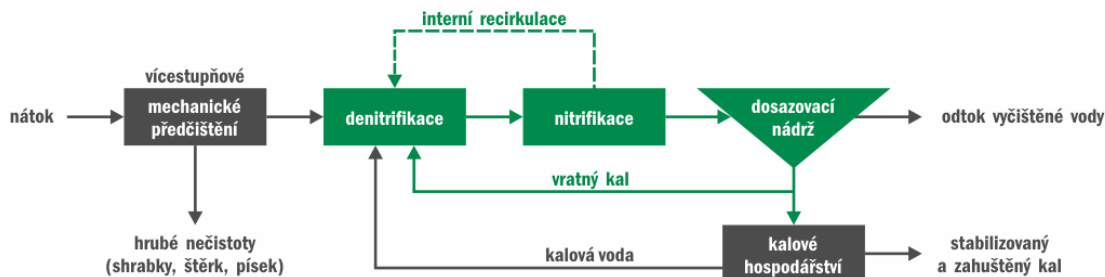 interní recirkulace
vícestupňové
nátok
mechanické
předčištění
denitrifikace
nitrifikace
dosazovací
nádrž
odtok vyčištěné vody
vratný kal
hrubé nečistoty
(shrabky, štěrk, písek)
kalová voda
kalové
hospodářství
stabilizovaný
a zahuštěný kal